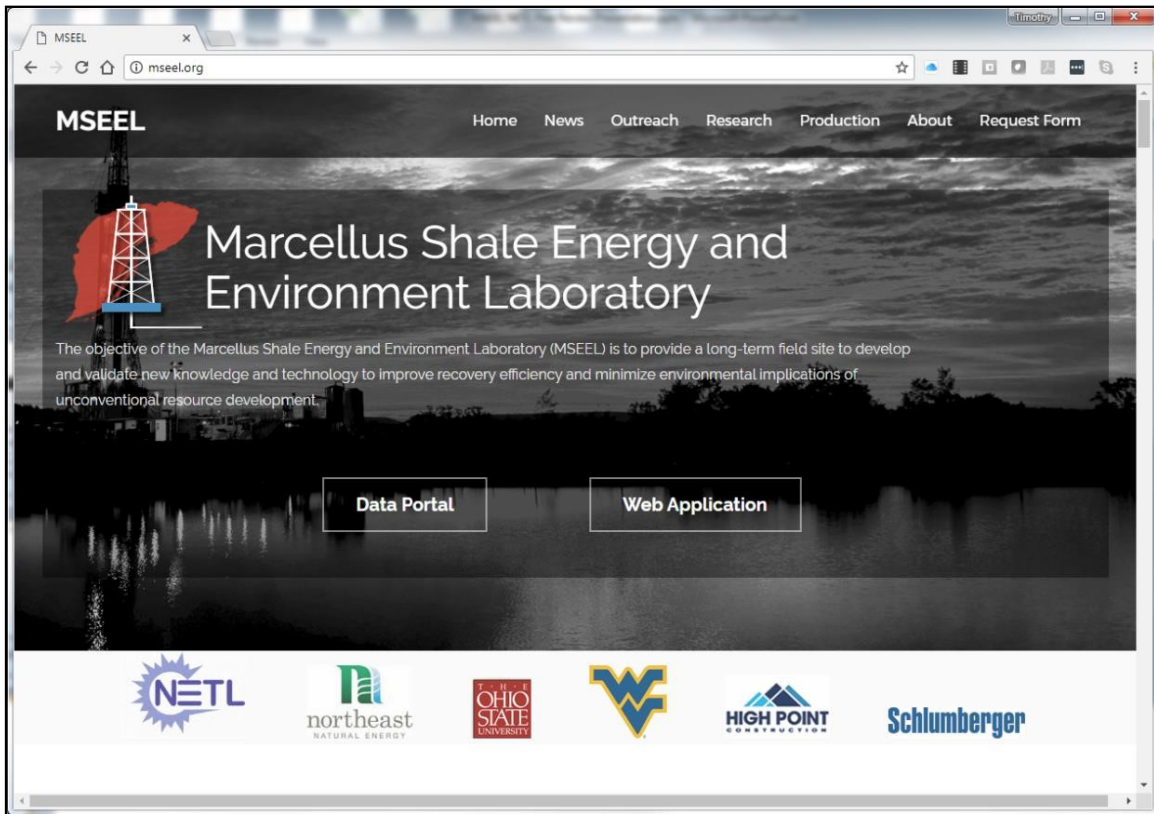 Timothy
MSEEL
mseel.org
MSEEL
Home News Outreach Research Production About Request Form
Marcellus Shale Energy and
Environment Laboratory
The objective of the Marcellus Shale Energy and Environment Laboratory (MSEEL) is to provide a long-term field site to develop
and validate new knowledge and technology to improve recovery efficiency and minimize environmental implications of
unconventional resource development.
Data Portal
Web Application
NETL
northeast
NATURAL ENERGY
T · H · E
OHIO
STATE
UNIVERSITY
WV
HIGH POINT
CONSTRUCTION
Schlumberger